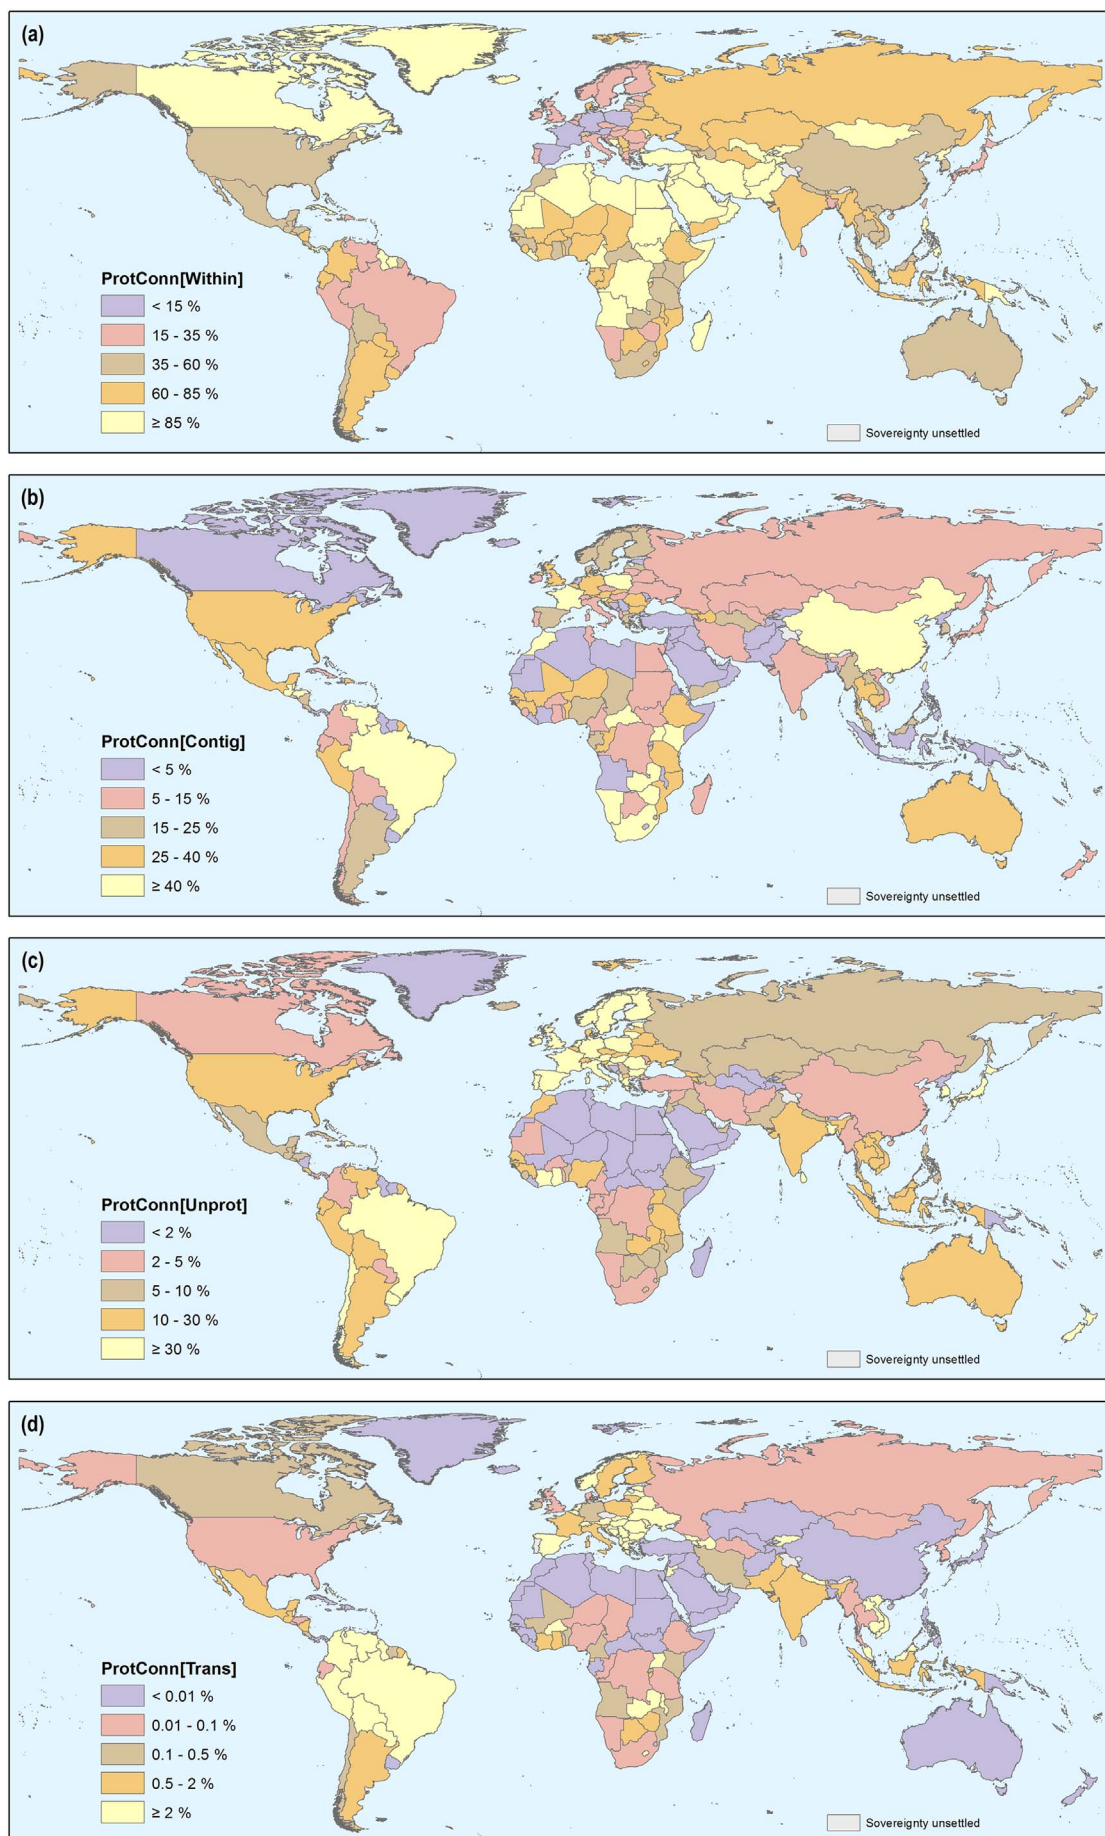 (a)
ProtConn[Within]
< 15 %
15 - 35 %
35 - 60 %
60 - 85 %
≥ 85 %
Sovereignty unsettled
(b)
ProtConn[Contig]
< 5 %
5 - 15 %
15 - 25 %
25 - 40 %
≥ 40 %
Sovereignty unsettled
(c)
ProtConn[Unprot]
< 2 %
2 - 5 %
5 - 10 %
10 - 30 %
≥ 30 %
Sovereignty unsettled
(d)
ProtConn[Trans]
< 0.01 %
0.01 - 0.1 %
0.1 - 0.5 %
0.5 - 2 %
≥ 2 %
Sovereignty unsettled